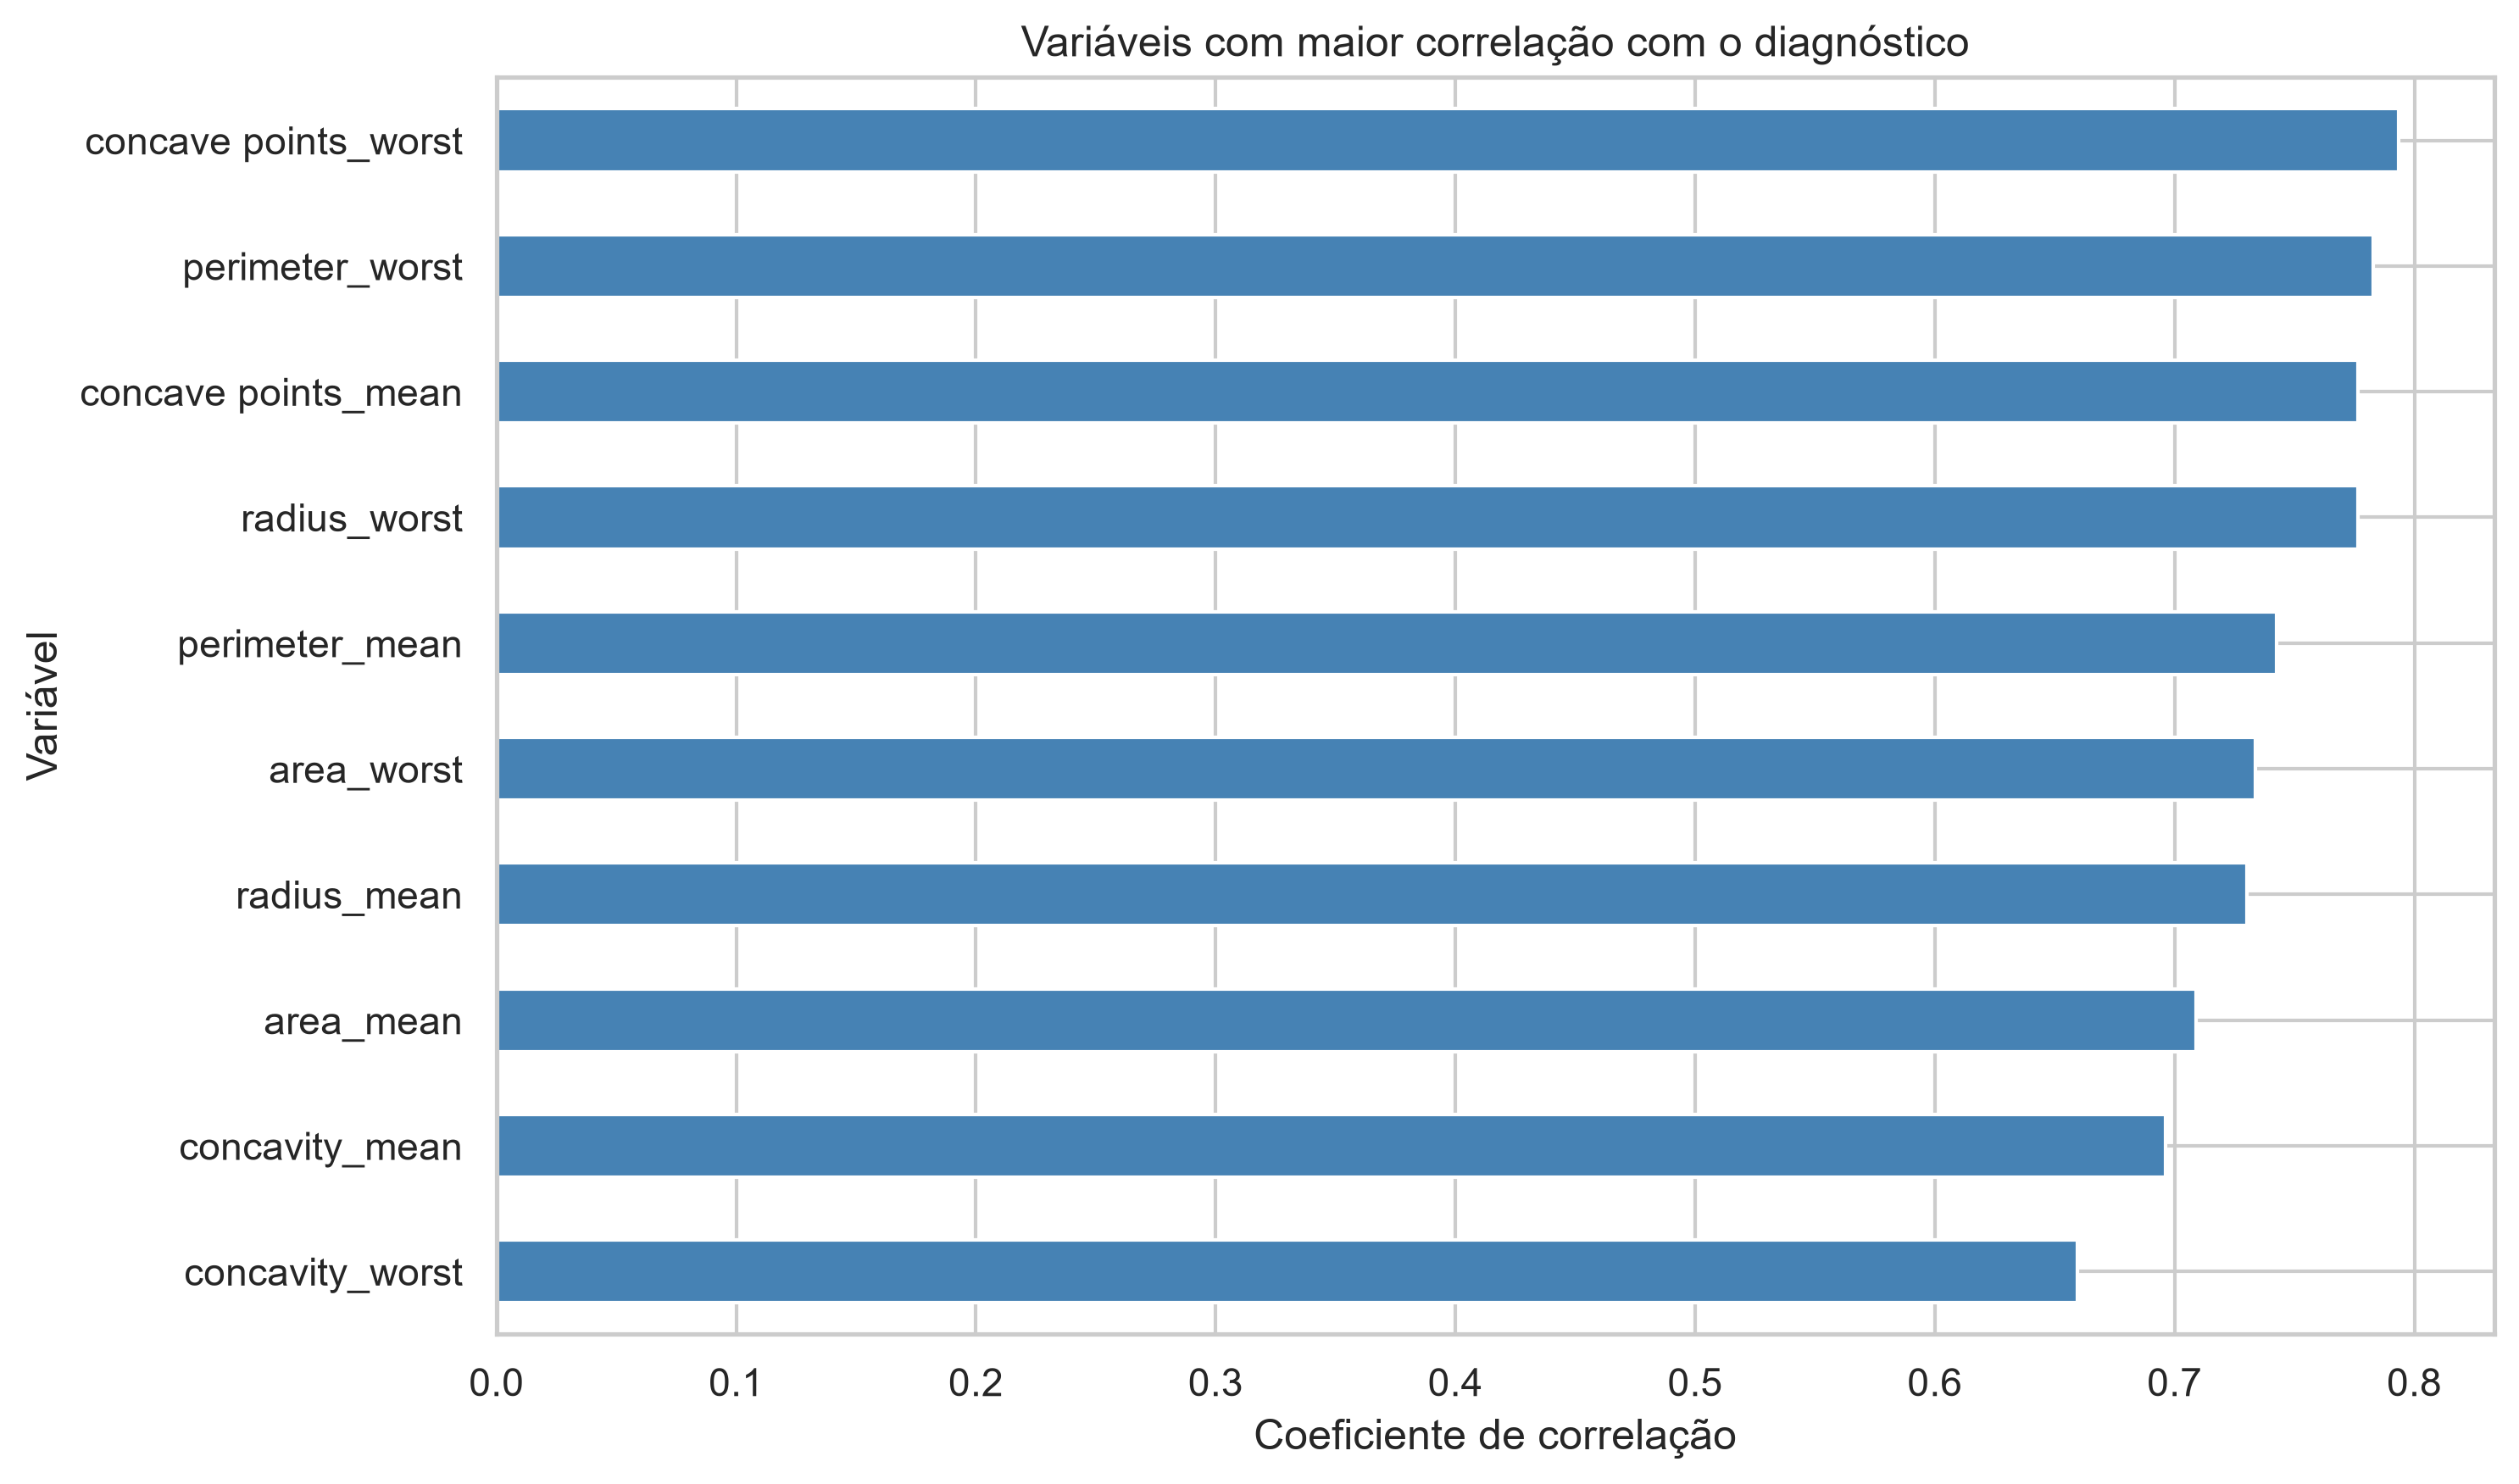 Variáveis com maior correlação com o diagnóstico
concave points_worst
perimeter_worst
concave points_mean
radius_worst
perimeter_mean
area_worst
radius_mean
area_mean
concavity_mean
concavity_worst
Variável
0.0 0.1 0.2 0.3 0.4 0.5 0.6 0.7 0.8
Coeficiente de correlação